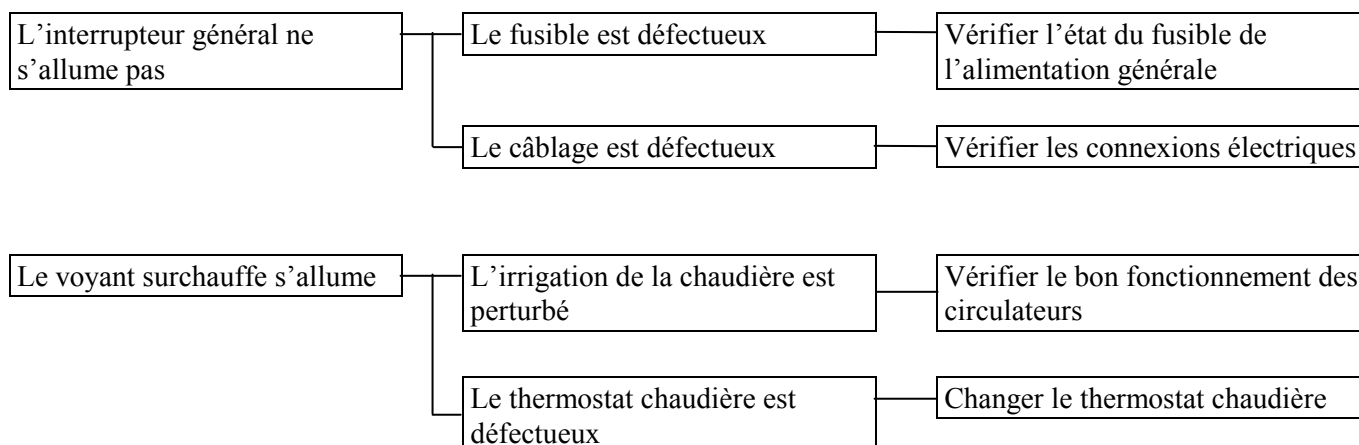 L’interrupteur général ne
s’allume pas
Le fusible est défectueux
Vérifier l’état du fusible de
l’alimentation générale
Le câblage est défectueux
Vérifier les connexions électriques
Le voyant surchauffe s’allume
L’irrigation de la chaudière est
perturbé
Vérifier le bon fonctionnement des
circulateurs
Le thermostat chaudière est
défectueux
Changer le thermostat chaudière